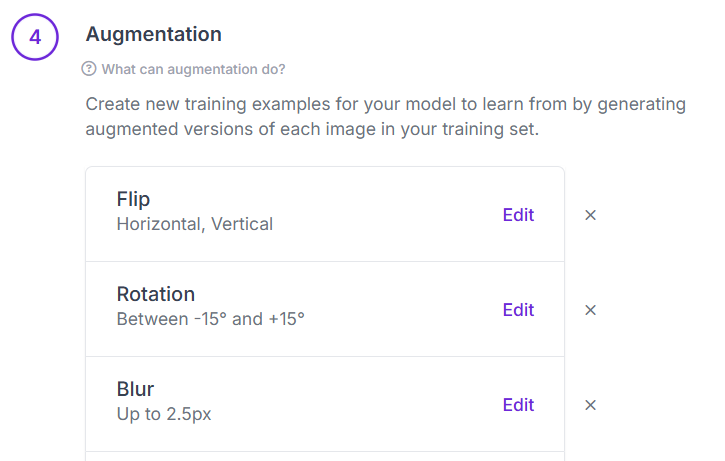 4
Augmentation
? What can augmentation do?
Create new training examples for your model to learn from by generating
augmented versions of each image in your training set.
Flip
Horizontal, Vertical
Edit
×
Rotation
Between -15° and +15°
Edit
×
Blur
Up to 2.5px
Edit
×